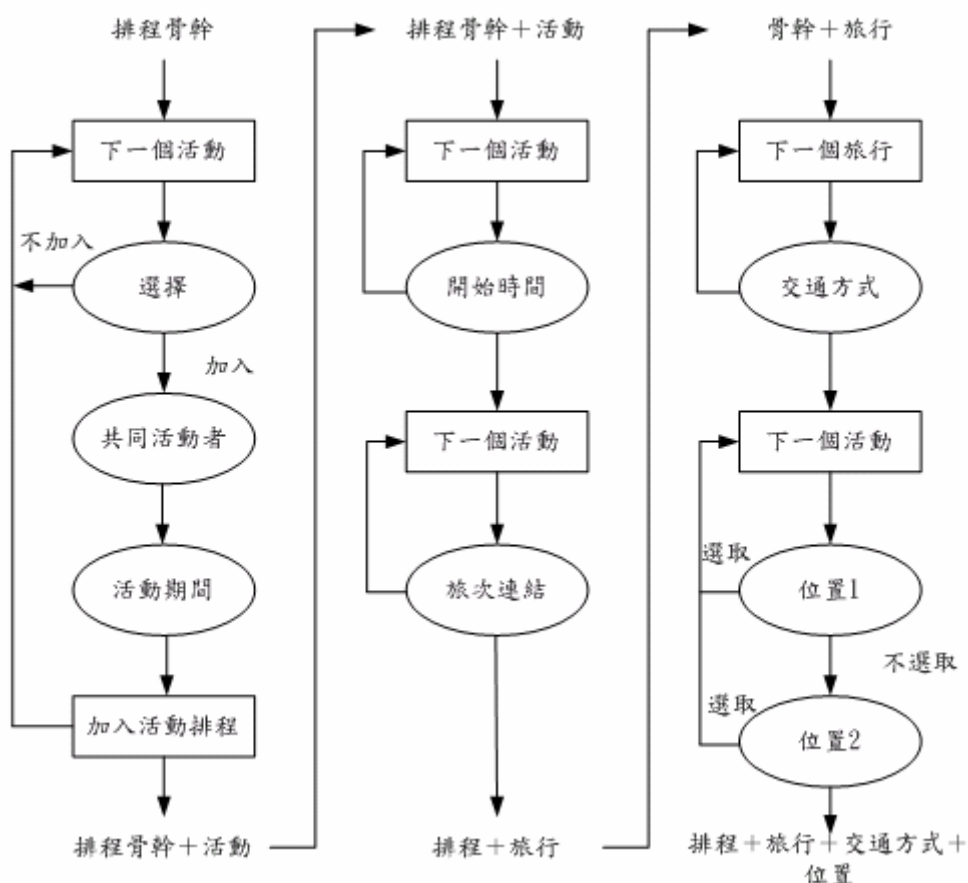 排程骨幹
下一個活動
不加入
選擇
加入
共同活動者
活動期間
加入活動排程
排程骨幹＋活動
排程骨幹＋活動
下一個活動
開始時間
下一個活動
旅次連結
排程＋旅行
骨幹＋旅行
下一個旅行
交通方式
下一個活動
選取
位置1
不選取
選取
位置2
排程＋旅行＋交通方式＋
位置